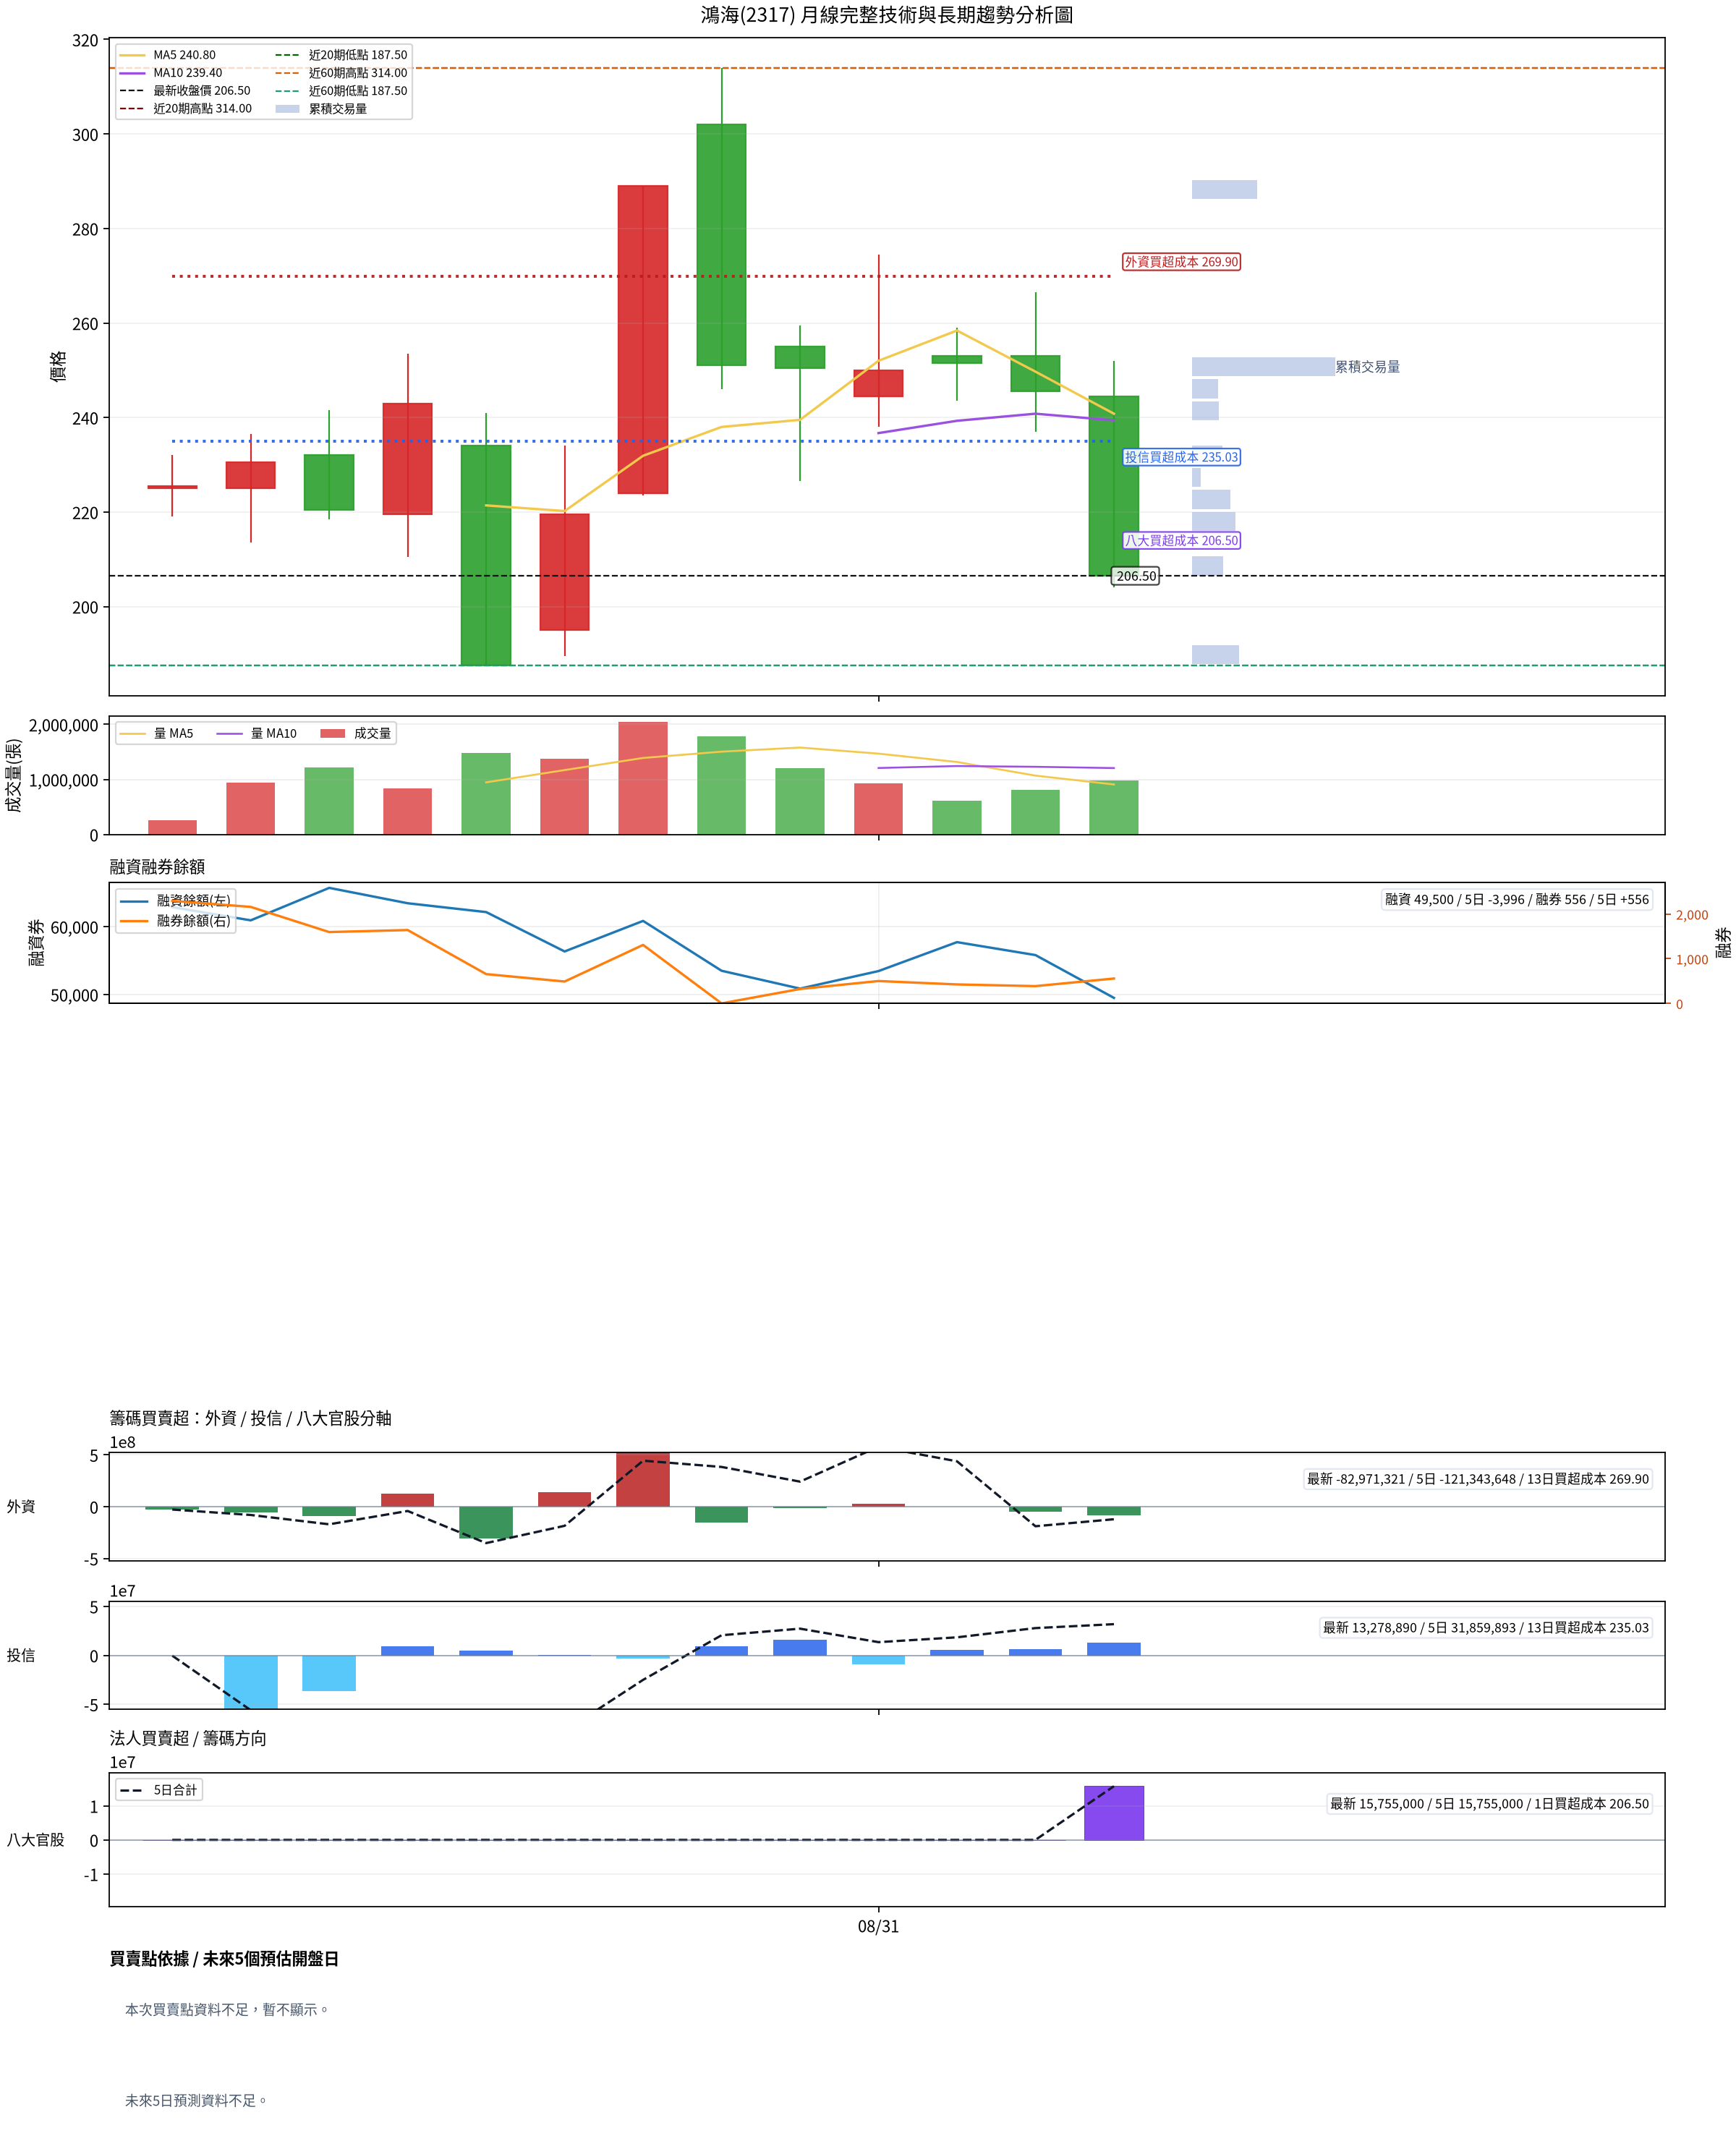 鴻海(2317) 月線完整技術與長期趨勢分析圖
320
300
280
260
240
220
200
價格
MA5 240.80
MA10 239.40
最新收盤價 206.50
近20期高點 314.00
近20期低點 187.50
近60期高點 314.00
近60期低點 187.50
累積交易量
外資買超成本 269.90
累積交易量
投信買超成本 235.03
八大買超成本 206.50
206.50
2,000,000
1,000,000
0
成交量(張)
量 MA5
量 MA10
成交量
融資融券餘額
融資餘額(左)
融券餘額(右)
融資 49,500 / 5日 -3,996 / 融券 556 / 5日 +556
60,000
50,000
融資券
2,000
1,000
0
融券
籌碼買賣超：外資 / 投信 / 八大官股分軸
1e8
5
0
-5
外資
最新 -82,971,321 / 5日 -121,343,648 / 13日買超成本 269.90
1e7
5
0
-5
投信
最新 13,278,890 / 5日 31,859,893 / 13日買超成本 235.03
法人買賣超 / 籌碼方向
1e7
5日合計
1
0
-1
八大官股
最新 15,755,000 / 5日 15,755,000 / 1日買超成本 206.50
08/31
買賣點依據 / 未來5個預估開盤日
本次買賣點資料不足，暫不顯示。
未來5日預測資料不足。